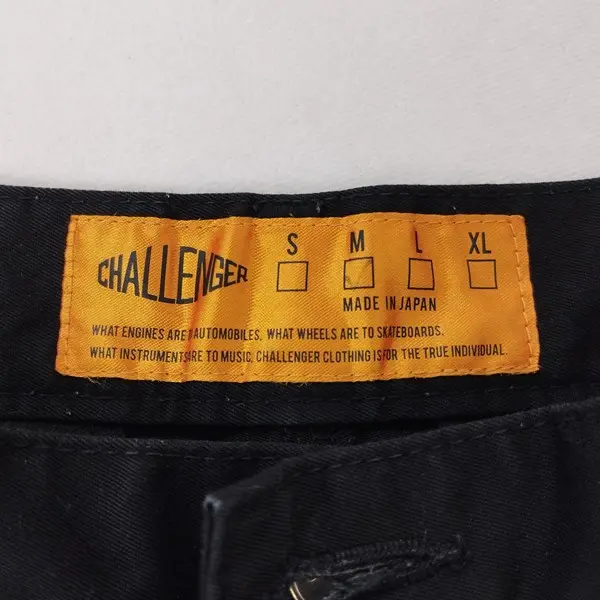 CHALLENGER
S M L XL
MADE IN JAPAN
WHAT ENGINES ARE AUTOMOBILES. WHAT WHEELS ARE TO SKATEBOARDS.
WHAT INSTRUMENTS ARE TO MUSIC. CHALLENGER CLOTHING IS FOR THE TRUE INDIVIDUAL.